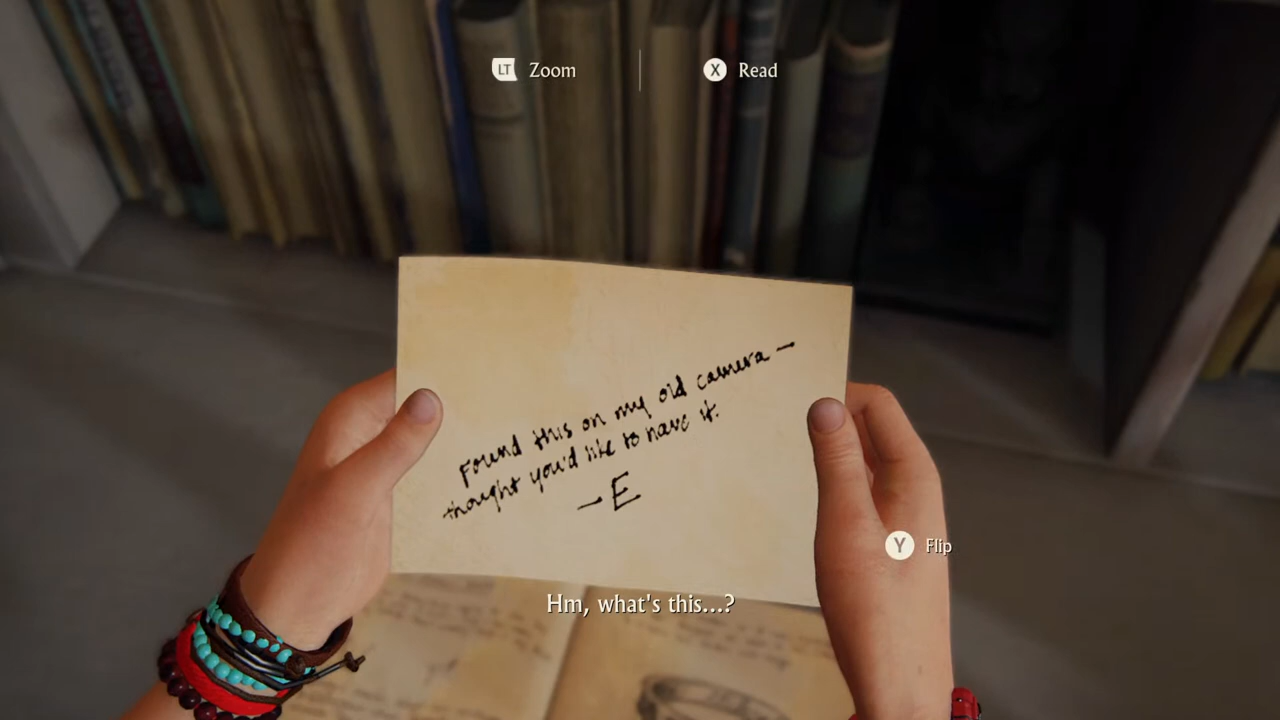 LT Zoom
X Read
Found this on my old camera —
thought you'd like to have it.
— E
Y Flip
Hm, what's this...?